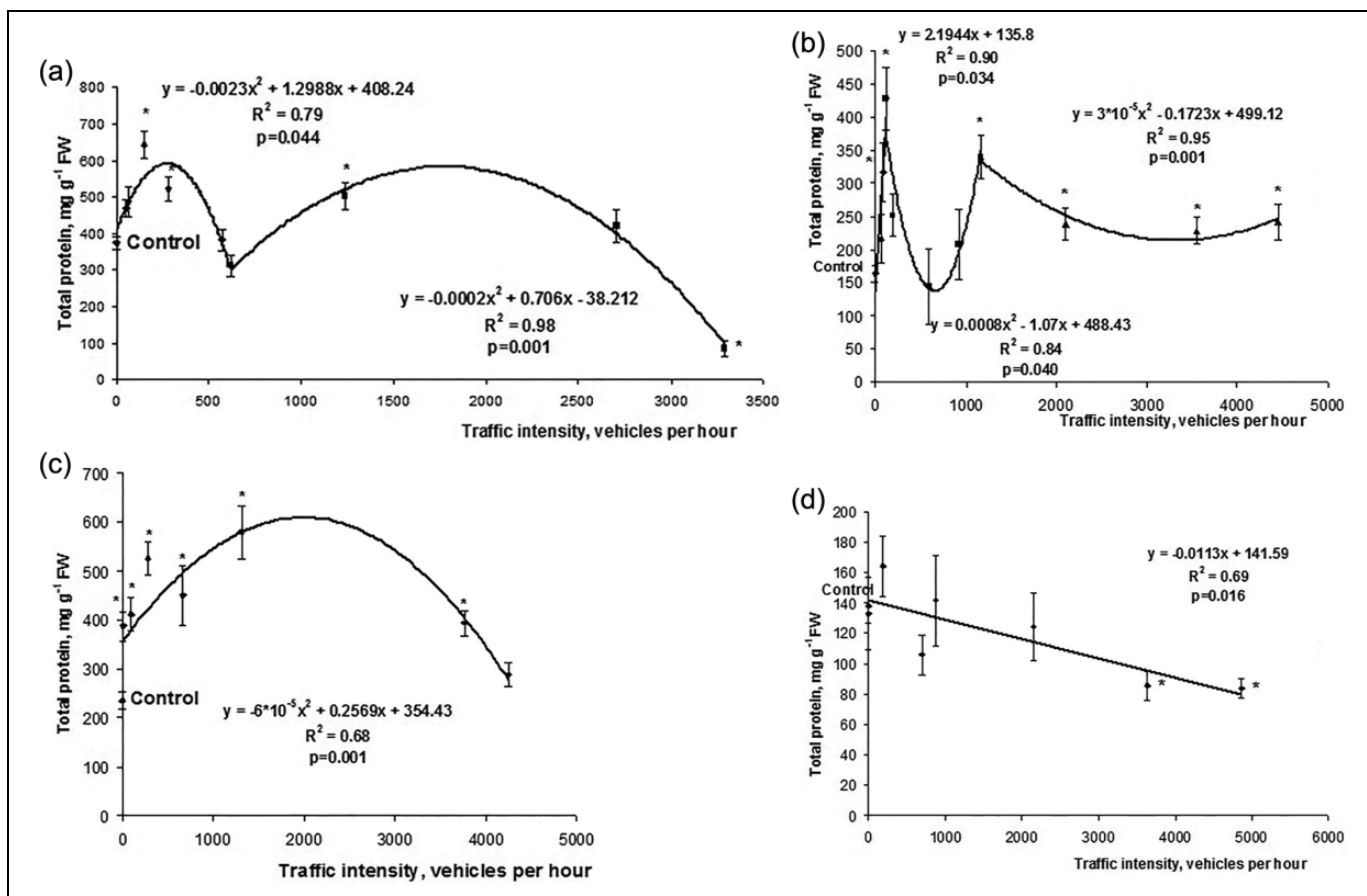 (a)
y = -0.0023x² + 1.2988x + 408.24
R² = 0.79
p=0.044
Total protein, mg g⁻¹ FW
800
700
600
500
400
300
200
100
0
*
*
*
*
Control
y = -0.0002x² + 0.706x - 38.212
R² = 0.98
p=0.001
0 500 1000 1500 2000 2500 3000 3500
Traffic intensity, vehicles per hour
(b)
y = 2.1944x + 135.8
R² = 0.90
p=0.034
Total protein, mg g⁻¹ FW
500
450
400
350
300
250
200
150
100
50
0
*
*
*
*
*
*
Control
y = 3*10⁻⁵x² - 0.1723x + 499.12
R² = 0.95
p=0.001
y = 0.0008x² - 1.07x + 488.43
R² = 0.84
p=0.040
0 1000 2000 3000 4000 5000
Traffic intensity, vehicles per hour
(c)
Total protein, mg g⁻¹ FW
700
600
500
400
300
200
100
0
*
*
*
*
*
*
Control
y = -6*10⁻⁵x² + 0.2569x + 354.43
R² = 0.68
p=0.001
0 1000 2000 3000 4000 5000
Traffic intensity, vehicles per hour
(d)
Total protein, mg g⁻¹ FW
200
180
160
140
120
100
80
60
40
20
0
Control
y = -0.0113x + 141.59
R² = 0.69
p=0.016
*
*
0 1000 2000 3000 4000 5000 6000
Traffic intensity, vehicles per hour